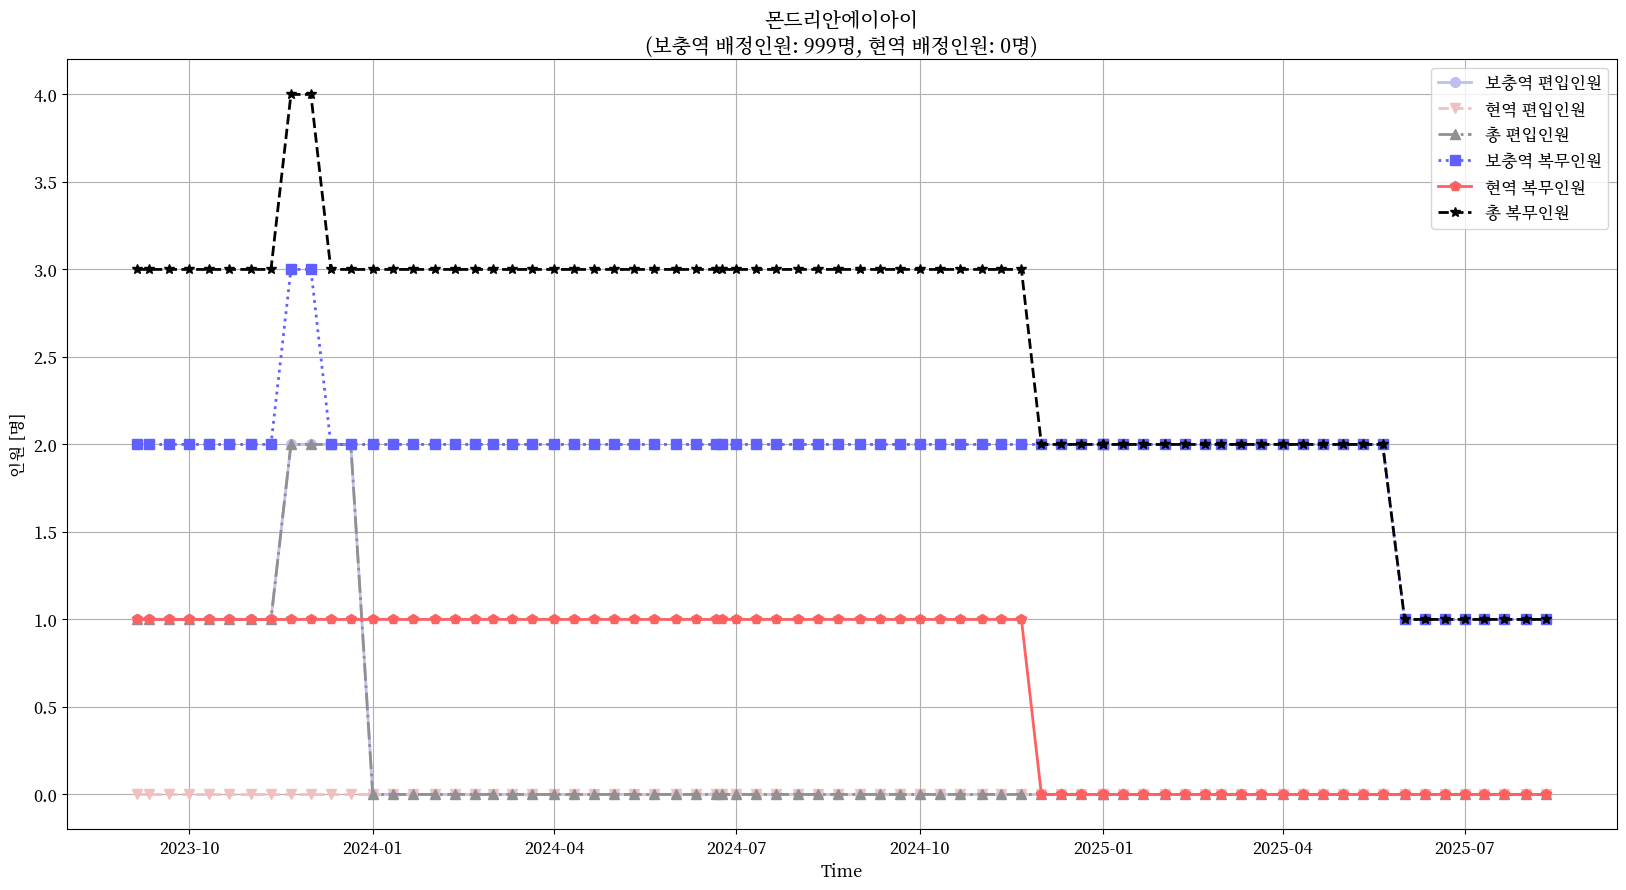 몬드리안에이아이
(보충역 배정인원: 999명, 현역 배정인원: 0명)
보충역 편입인원
현역 편입인원
총 편입인원
보충역 복무인원
현역 복무인원
총 복무인원
인원 [명]
4.0
3.5
3.0
2.5
2.0
1.5
1.0
0.5
0.0
2023-10 2024-01 2024-04 2024-07 2024-10 2025-01 2025-04 2025-07
Time